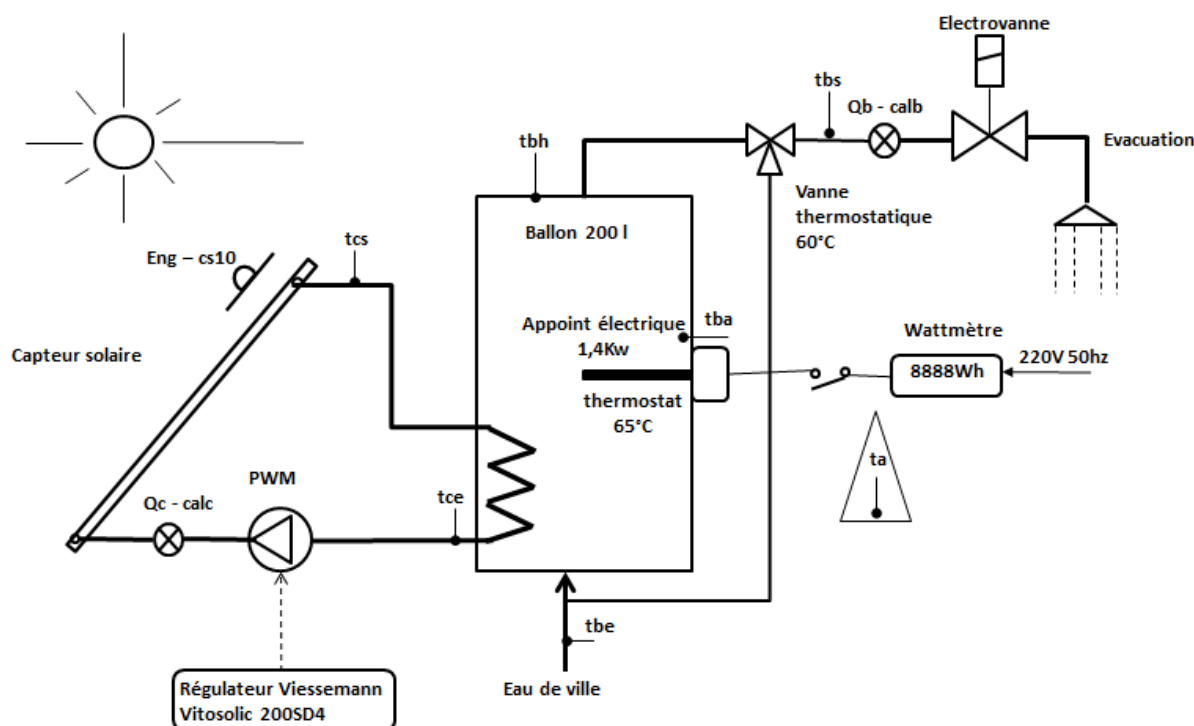 Electrovanne
tbs
Qb - calb
tbh
Evacuation
Vanne
thermostatique
60°C
Ballon 200 l
tcs
Eng – cs10
Capteur solaire
Appoint électrique
1,4Kw
tba
thermostat
65°C
Wattmètre
8888Wh
220V 50hz
ta
PWM
Qc - calc
tce
tbe
Eau de ville
Régulateur Viessemann
Vitosolic 200SD4